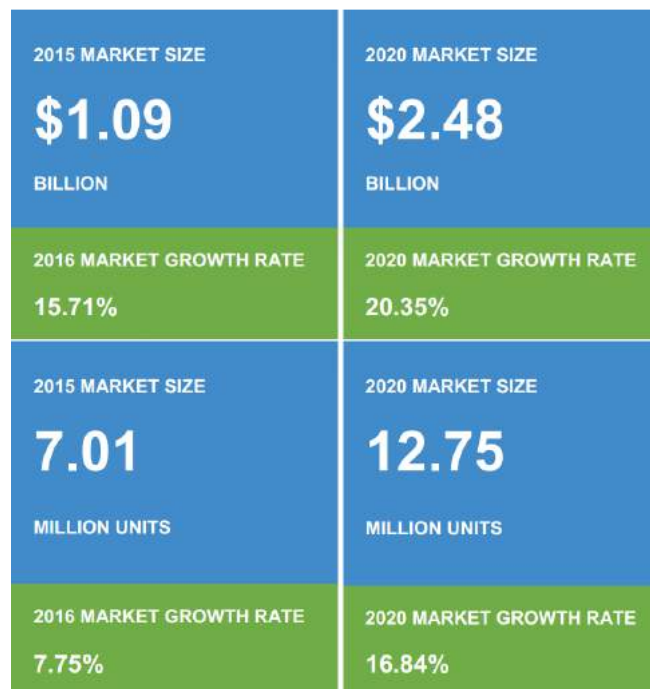 2015 MARKET SIZE
$1.09
BILLION
2016 MARKET GROWTH RATE
15.71%
2020 MARKET SIZE
$2.48
BILLION
2020 MARKET GROWTH RATE
20.35%
2015 MARKET SIZE
7.01
MILLION UNITS
2016 MARKET GROWTH RATE
7.75%
2020 MARKET SIZE
12.75
MILLION UNITS
2020 MARKET GROWTH RATE
16.84%